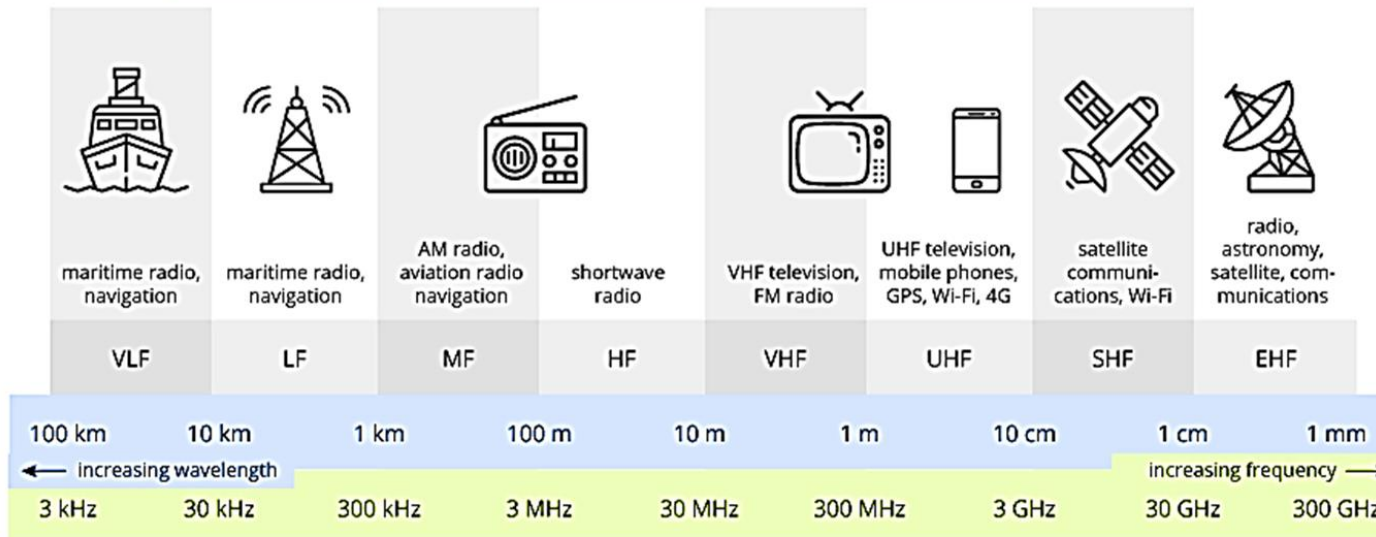 maritime radio,
navigation
maritime radio,
navigation
AM radio,
aviation radio
navigation
shortwave
radio
VHF television,
FM radio
UHF television,
mobile phones,
GPS, Wi-Fi, 4G
satellite
communi-
cations, Wi-Fi
radio,
astronomy,
satellite, com-
munications
VLF LF MF HF VHF UHF SHF EHF
100 km 10 km 1 km 100 m 10 m 1 m 10 cm 1 cm 1 mm
← increasing wavelength increasing frequency →
3 kHz 30 kHz 300 kHz 3 MHz 30 MHz 300 MHz 3 GHz 30 GHz 300 GHz